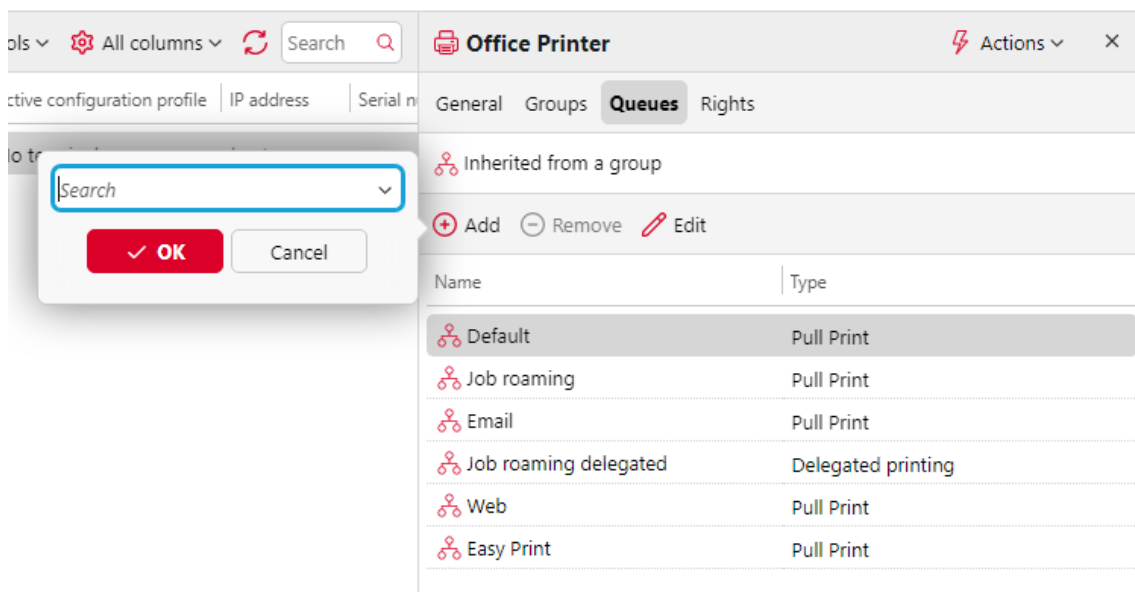 ols All columns Search
ctive configuration profile IP address Serial
Search
OK Cancel
Office Printer Actions
General Groups Queues Rights
Inherited from a group
Add Remove Edit
Name Type
Default Pull Print
Job roaming Pull Print
Email Pull Print
Job roaming delegated Delegated printing
Web Pull Print
Easy Print Pull Print